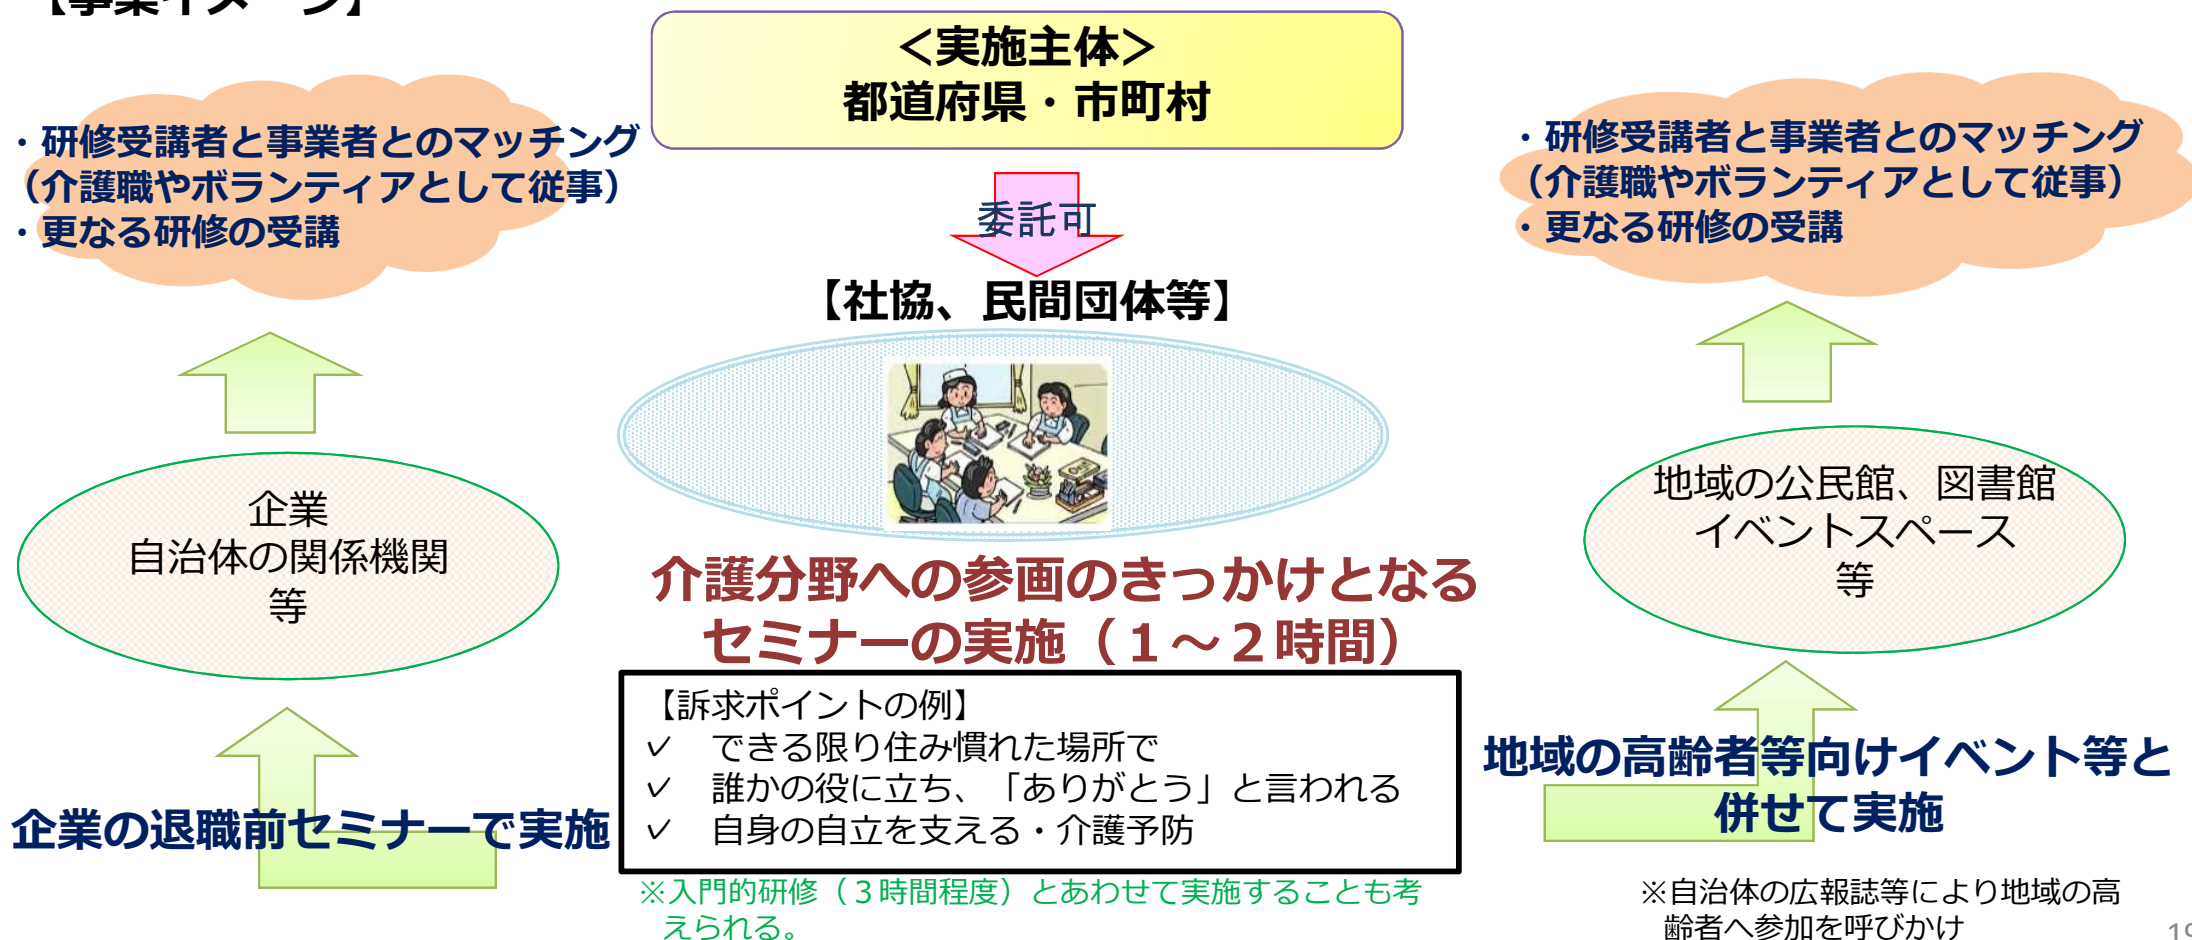 【事業イメージ】
＜実施主体＞
都道府県・市町村
委託可
【社協、民間団体等】
・研修受講者と事業者とのマッチング
（介護職やボランティアとして従事）
・更なる研修の受講
企業
自治体の関係機関
等
企業の退職前セミナーで実施
介護分野への参画のきっかけとなる
セミナーの実施（１～２時間）
【訴求ポイントの例】
✓　できる限り住み慣れた場所で
✓　誰かの役に立ち、「ありがとう」と言われる
✓　自身の自立を支える・介護予防
※入門的研修（３時間程度）とあわせて実施することも考
えられる。
・研修受講者と事業者とのマッチング
（介護職やボランティアとして従事）
・更なる研修の受講
地域の公民館、図書館
イベントスペース
等
地域の高齢者等向けイベント等と
併せて実施
※自治体の広報誌等により地域の高
齢者へ参加を呼びかけ
19